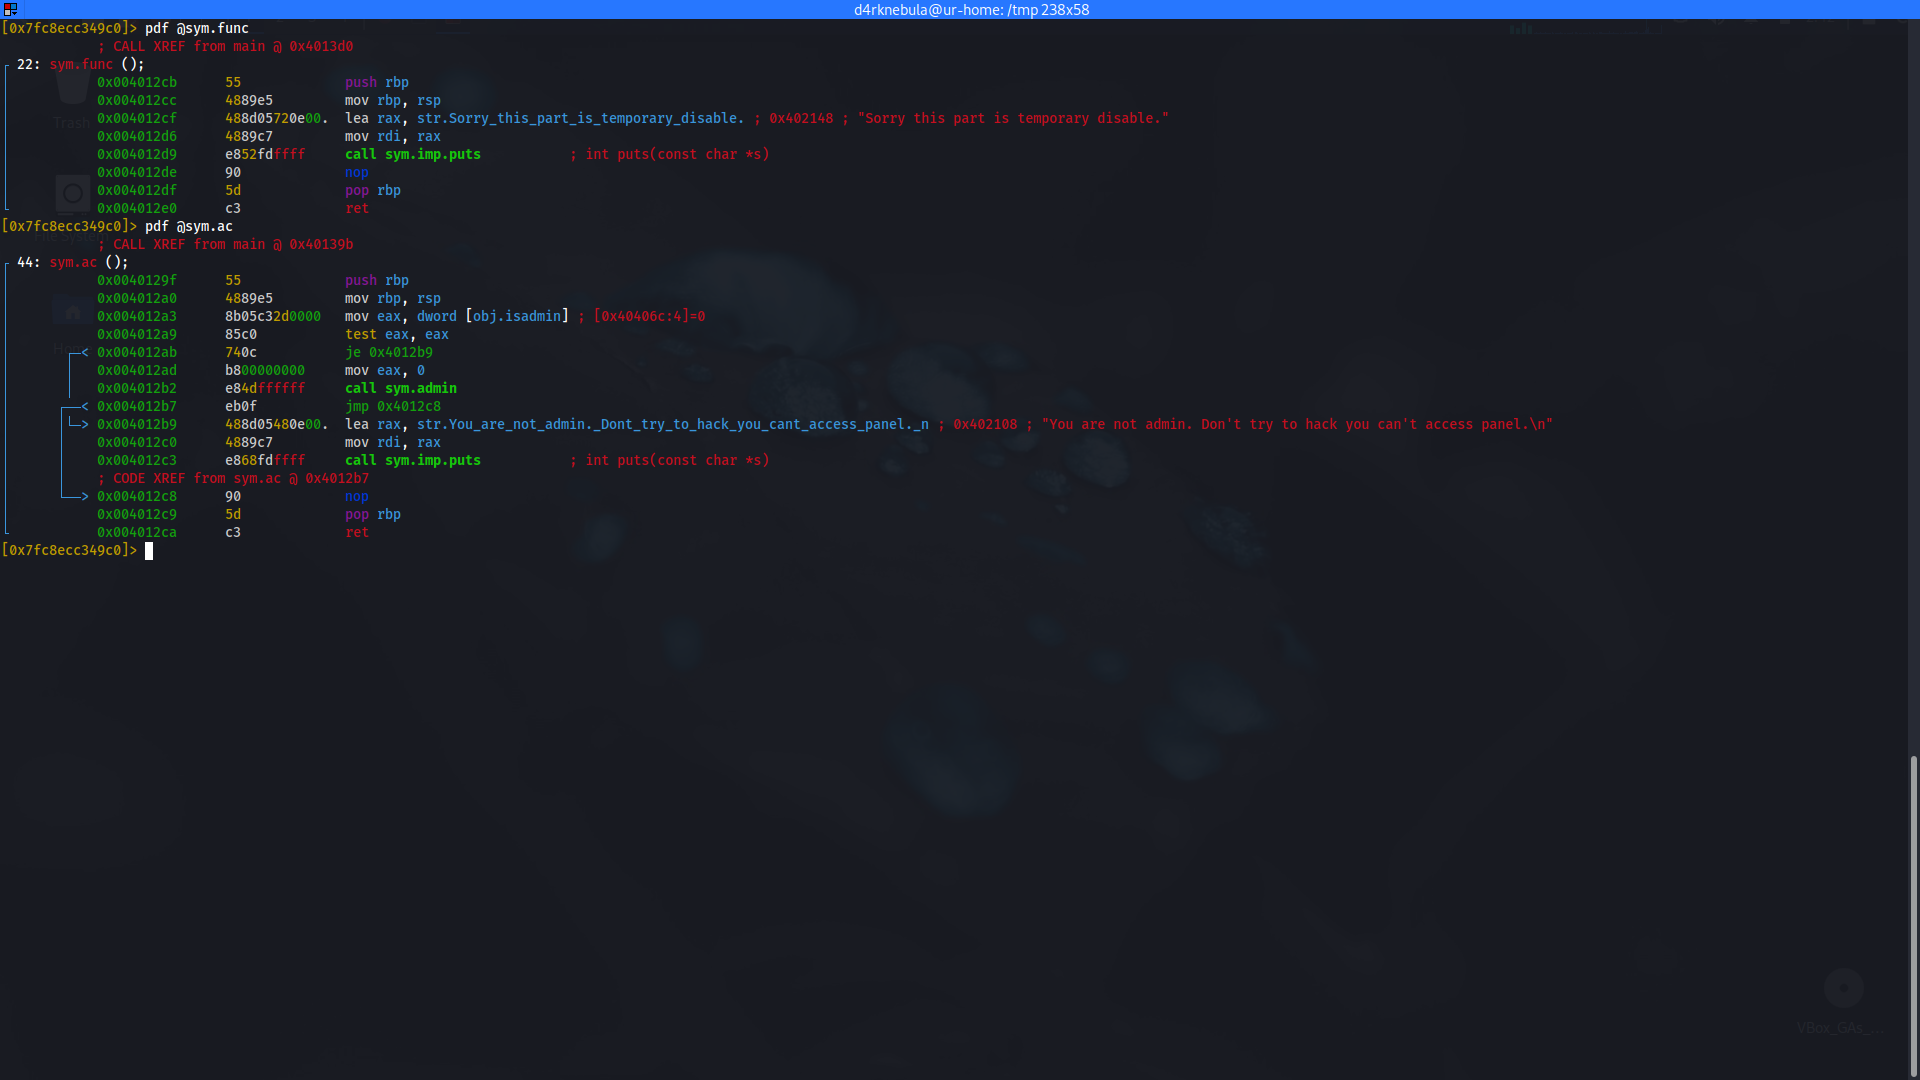 d4rknebula@ur-home: /tmp 238x58
[0x7fc8ecc349c0]> pdf @sym.func
; CALL XREF from main @ 0x4013d0
22: sym.func ();
0x004012cb 55 push rbp
0x004012cc 4889e5 mov rbp, rsp
0x004012cf 488d05720e00. lea rax, str.Sorry_this_part_is_temporary_disable. ; 0x402148 ; "Sorry this part is temporary disable."
0x004012d6 4889c7 mov rdi, rax
0x004012d9 e852fdffff call sym.imp.puts ; int puts(const char *s)
0x004012de 90 nop
0x004012df 5d pop rbp
0x004012e0 c3 ret
[0x7fc8ecc349c0]> pdf @sym.ac
; CALL XREF from main @ 0x40139b
44: sym.ac ();
0x0040129f 55 push rbp
0x004012a0 4889e5 mov rbp, rsp
0x004012a3 8b05c32d0000 mov eax, dword [obj.isadmin] ; [0x40406c:4]=0
0x004012a9 85c0 test eax, eax
0x004012ab 740c je 0x4012b9
0x004012ad b800000000 mov eax, 0
0x004012b2 e84dffffff call sym.admin
0x004012b7 eb0f jmp 0x4012c8
0x004012b9 488d05480e00. lea rax, str.You_are_not_admin._Dont_try_to_hack_you_cant_access_panel._n ; 0x402108 ; "You are not admin. Don't try to hack you can't access panel.\n"
0x004012c0 4889c7 mov rdi, rax
0x004012c3 e868fdffff call sym.imp.puts ; int puts(const char *s)
; CODE XREF from sym.ac @ 0x4012b7
0x004012c8 90 nop
0x004012c9 5d pop rbp
0x004012ca c3 ret
[0x7fc8ecc349c0]>
Trash
File System
Home
VBox_GAs_...